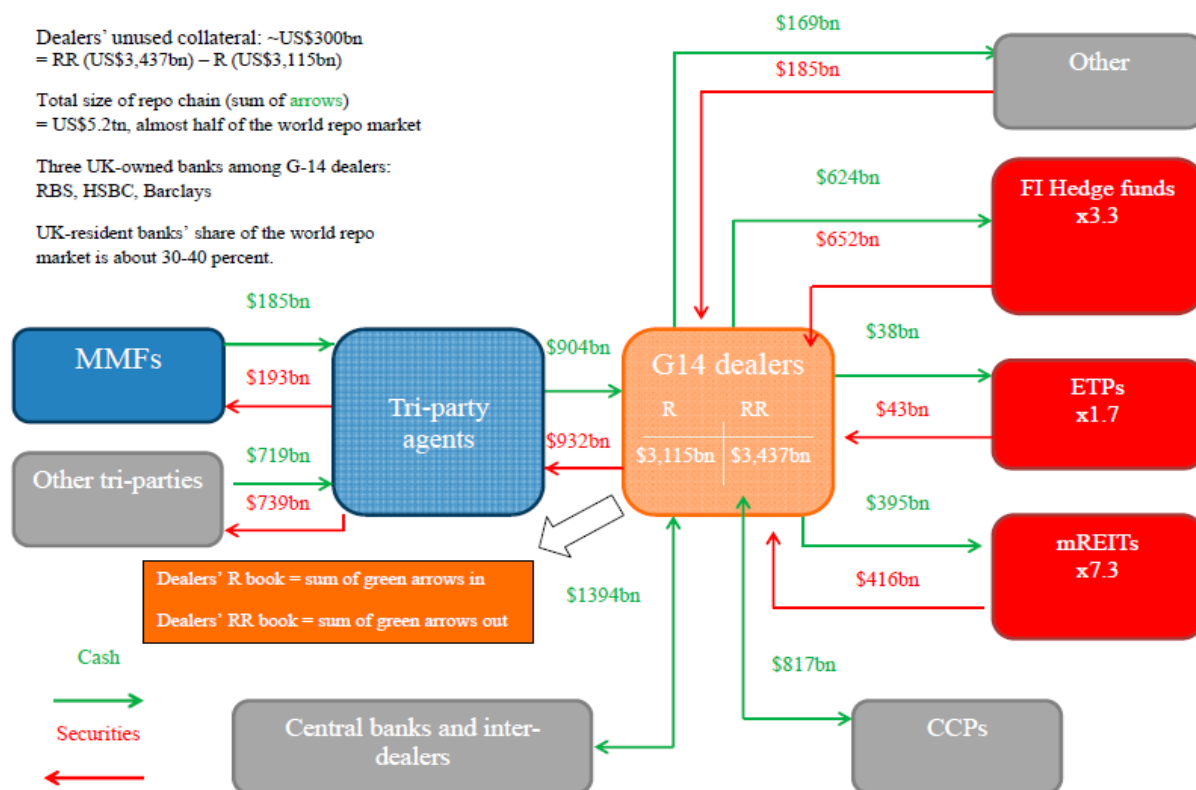 Dealers' unused collateral: ~US$300bn
= RR (US$3,437bn) – R (US$3,115bn)
Total size of repo chain (sum of arrows)
= US$5.2tn, almost half of the world repo
market
Three UK-owned banks among G-14 dealers:
RBS, HSBC, Barclays
UK-resident banks' share of the world repo
market is about 30-40 percent.
$169bn
$185bn
Other
$624bn
$652bn
FI Hedge funds
x3.3
$185bn
MMFs
$193bn
$719bn
Other tri-parties
$739bn
Tri-party
agents
$904bn
$932bn
G14 dealers
R RR
$3,115bn $3,437bn
$38bn
$43bn
ETPs
x1.7
$395bn
$416bn
mREITs
x7.3
Dealers' R book = sum of green arrows in
Dealers' RR book = sum of green arrows out
$1394bn
$817bn
Cash
Securities
Central banks and inter-
dealers
CCPs